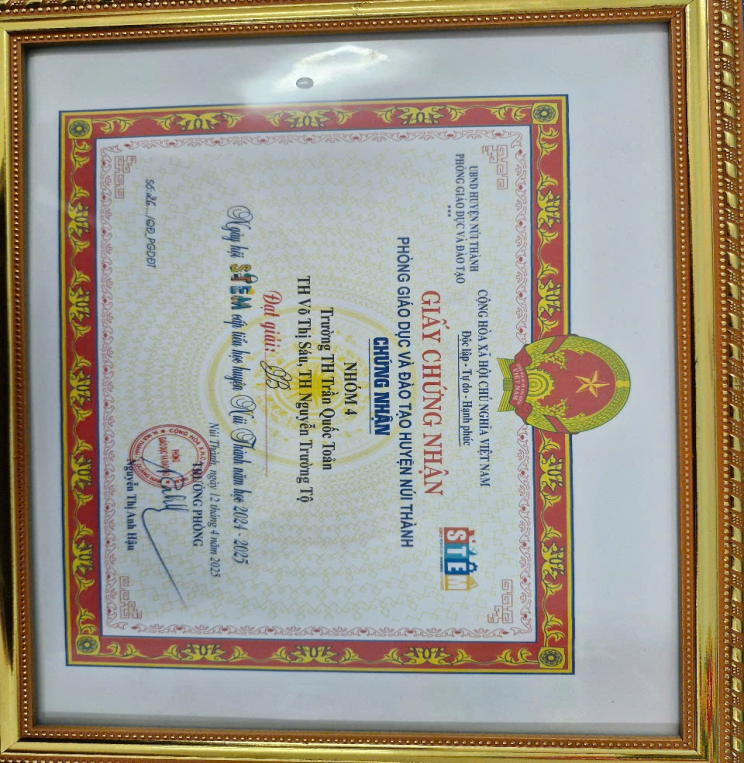 UBND HUYỆN NÚI THÀNH
PHÒNG GIÁO DỤC VÀ ĐÀO TẠO
***
CỘNG HÒA XÃ HỘI CHỦ NGHĨA VIỆT NAM
Độc lập - Tự do - Hạnh phúc
STEM
GIẤY CHỨNG NHẬN
PHÒNG GIÁO DỤC VÀ ĐÀO TẠO HUYỆN NÚI THÀNH
CHỨNG NHẬN
NHÓM 4
Trường TH Trần Quốc Toản
TH Võ Thị Sáu, TH Nguyễn Trường Tộ
Đạt giải:
Ngày hội STEM cấp tiểu học huyện Núi Thành năm học 2024 - 2025
Núi Thành, ngày 12 tháng 4 năm 2025
TRƯỞNG PHÒNG
Nguyễn Thị Anh Hậu
Số: 26.../QĐ_PGDĐT